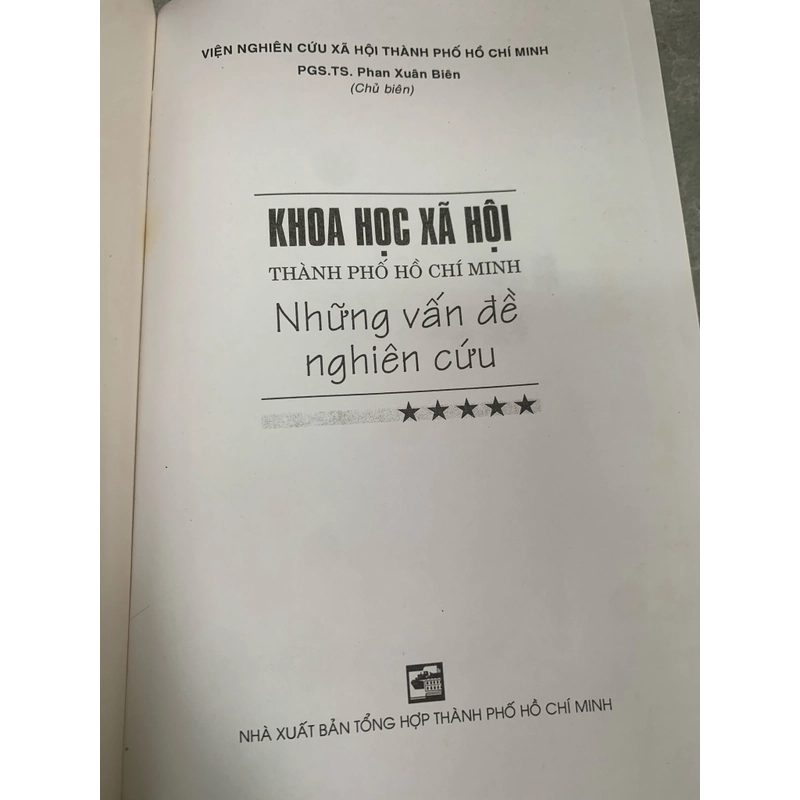 VIỆN NGHIÊN CỨU XÃ HỘI THÀNH PHỐ HỒ CHÍ MINH
PGS.TS. Phan Xuân Biên
(Chủ biên)
KHOA HỌC XÃ HỘI
THÀNH PHỐ HỒ CHÍ MINH
Những vấn đề
nghiên cứu
★★★★★
NHÀ XUẤT BẢN TỔNG HỢP THÀNH PHỐ HỒ CHÍ MINH